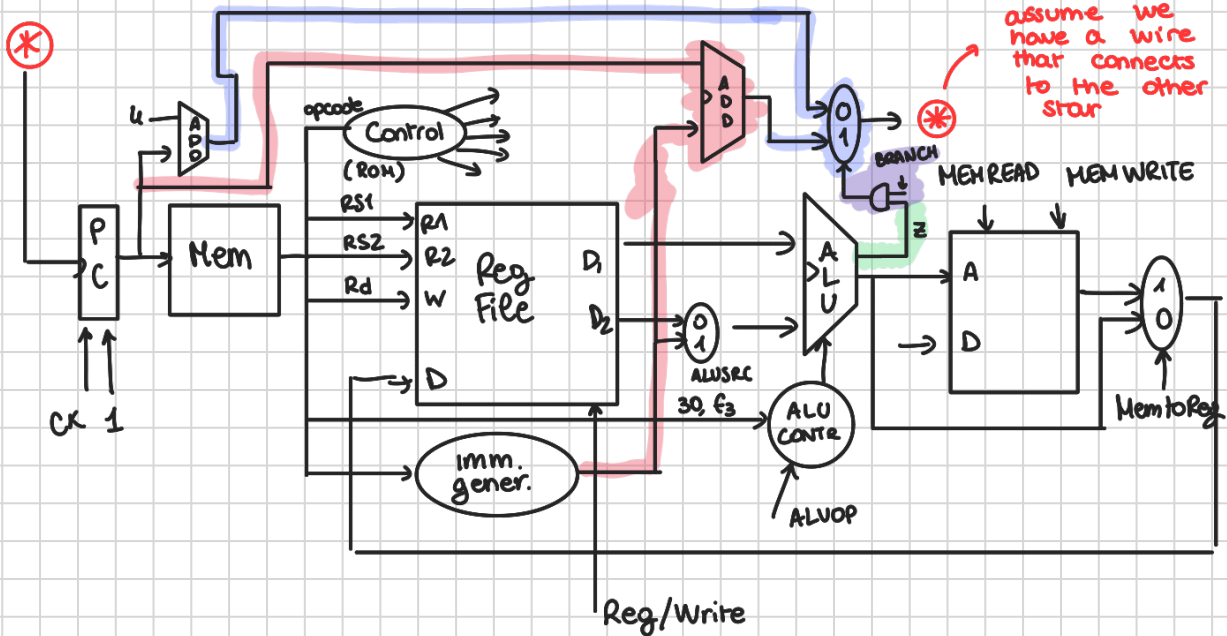 assume we
have a wire
that connects
to the other
star
4
ADD
opcode
Control
(ROM)
ADD
0
1
BRANCH
MEMREAD
MEMWRITE
PC
Mem
RS1
RS2
Rd
R1
R2
W
D
Reg
File
D1
D2
0
1
ALUSRC
ALU
Z
A
D
1
0
MemtoReg
CK 1
30, f3
ALU
CONTR
imm.
gener.
ALUOP
Reg/Write